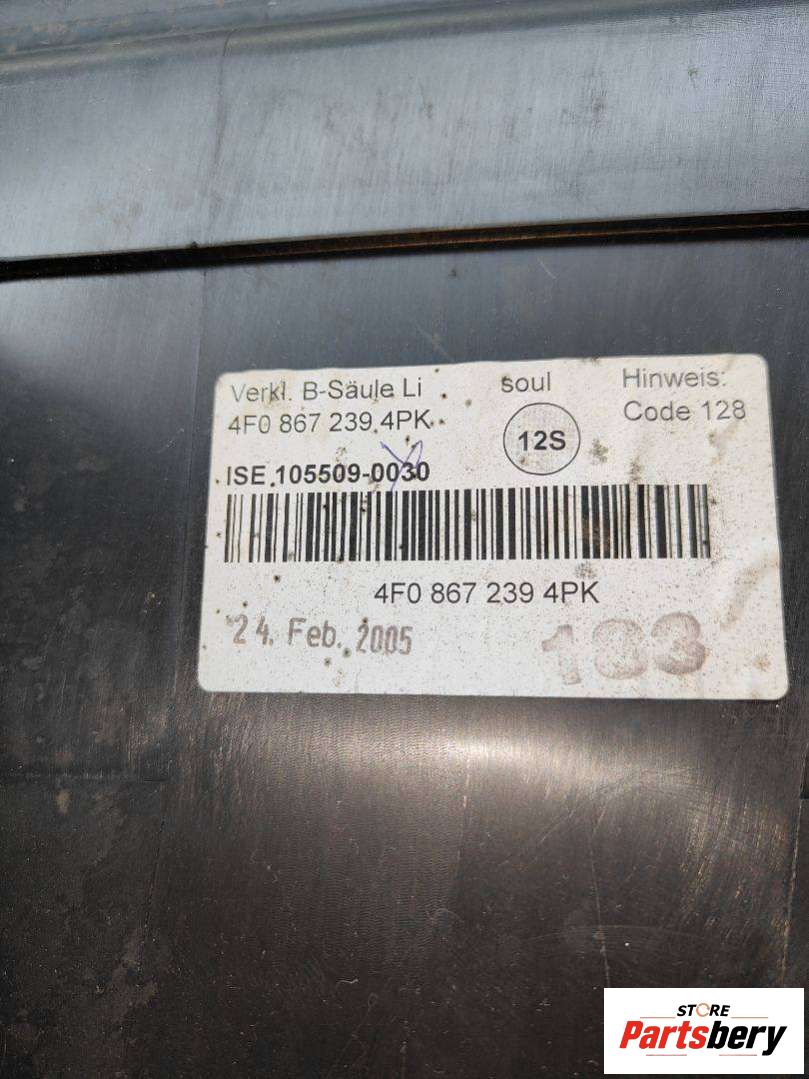 Verkl. B-Säule Li
soul
Hinweis:
4F0 867 239 4PK
12S
Code 128
ISE 105509-0030
4F0 867 239 4PK
24. Feb. 2005
183
STORE
Partsbery